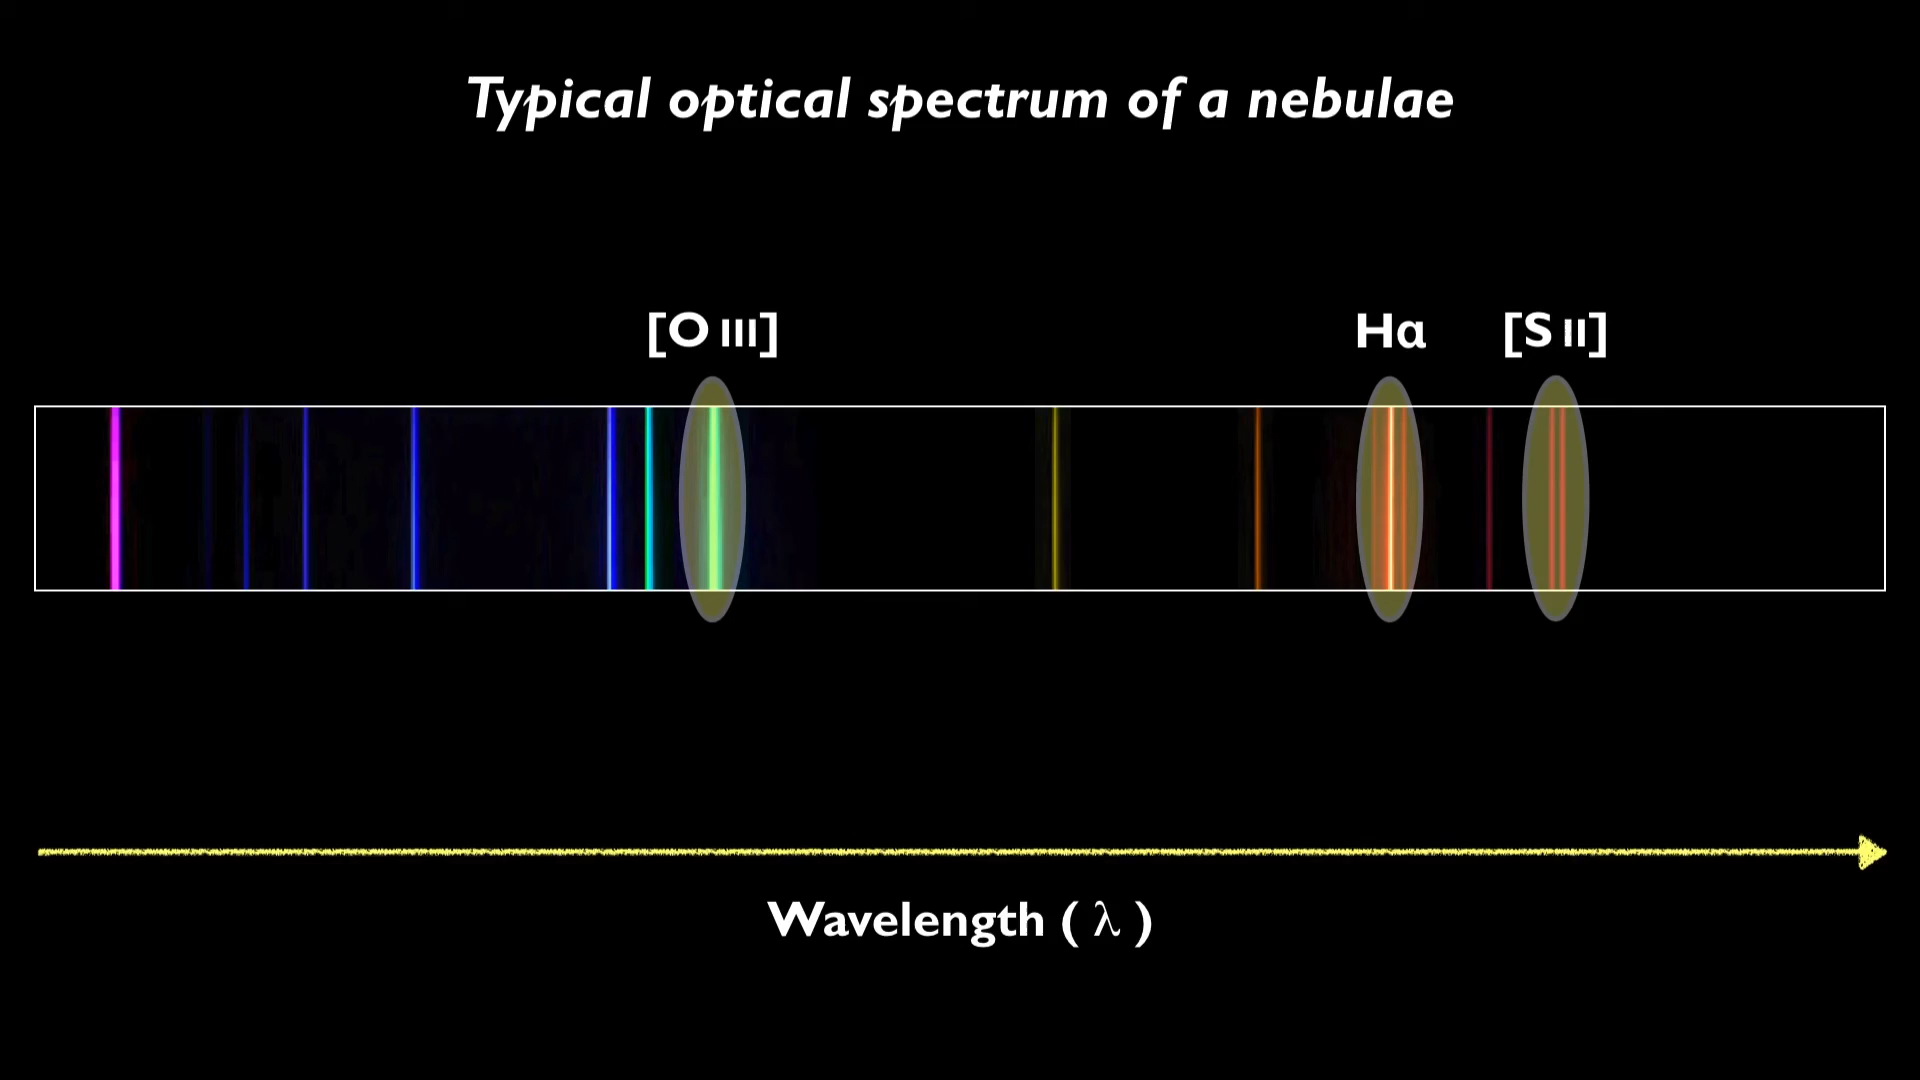 Typical optical spectrum of a nebulae
[O III]
Hα
[S II]
Wavelength ( λ )